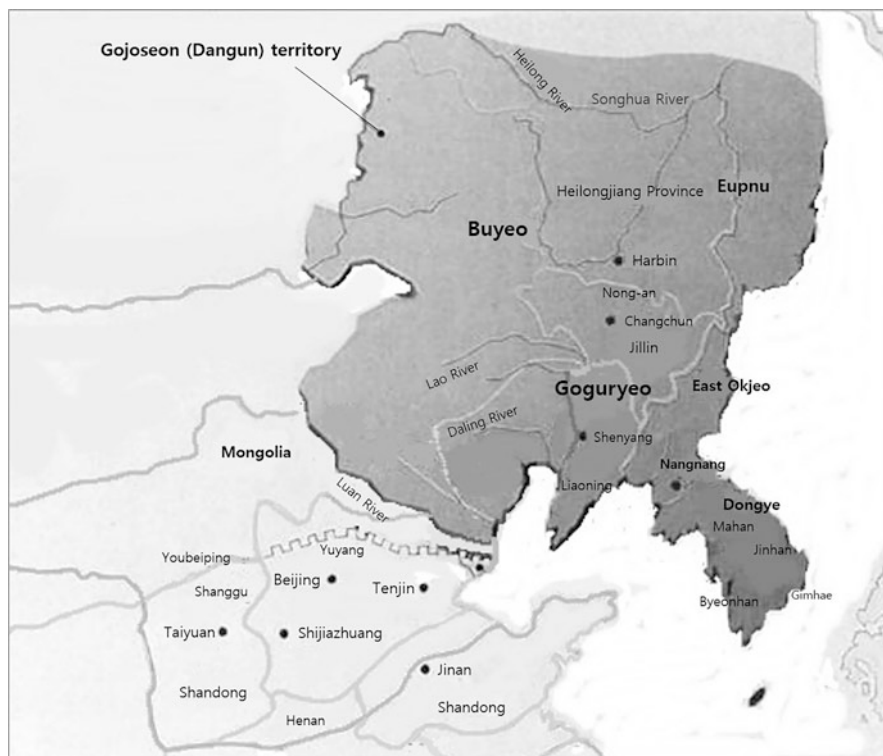 Gojoseon (Dangun) territory
Heilong River
Songhua River
Heilongjiang Province
Eupnu
Buyeo
Harbin
Nong-an
Changchun
Jillin
Lao River
Goguryeo
East Okjeo
Daling River
Shenyang
Mongolia
Nangnang
Liaoning
Luan River
Dongye
Mahan
Yuyang
Jinhan
Youbeiping
Beijing
Tenjin
Shanggu
Byeonhan
Gimhae
Taiyuan
Shijiazhuang
Jinan
Shandong
Shandong
Henan